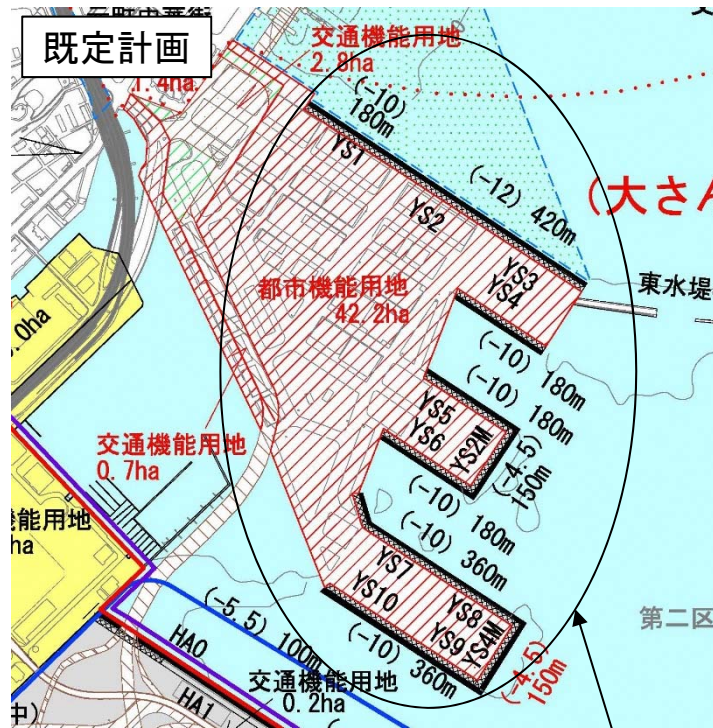 既定計画
交通機能用地
2.8ha
1.4ha
(-10)
180m
YS1
(-12) 420m
YS2
(大さん
YS3
YS4
東水堤
都市機能用地
42.2ha
(-10) 180m
(-10) 180m
YS5
YS6
YS2M
(-4.5)
150m
交通機能用地
0.7ha
(-10) 180m
(-10) 360m
機能用地
ha
YS7
YS8
YS10
YS9
YS4M
(-10) 360m
(-4.5)
150m
第二区
(-5.5) 100m
HA0
HA1
交通機能用地
0.2ha
中)
.0ha